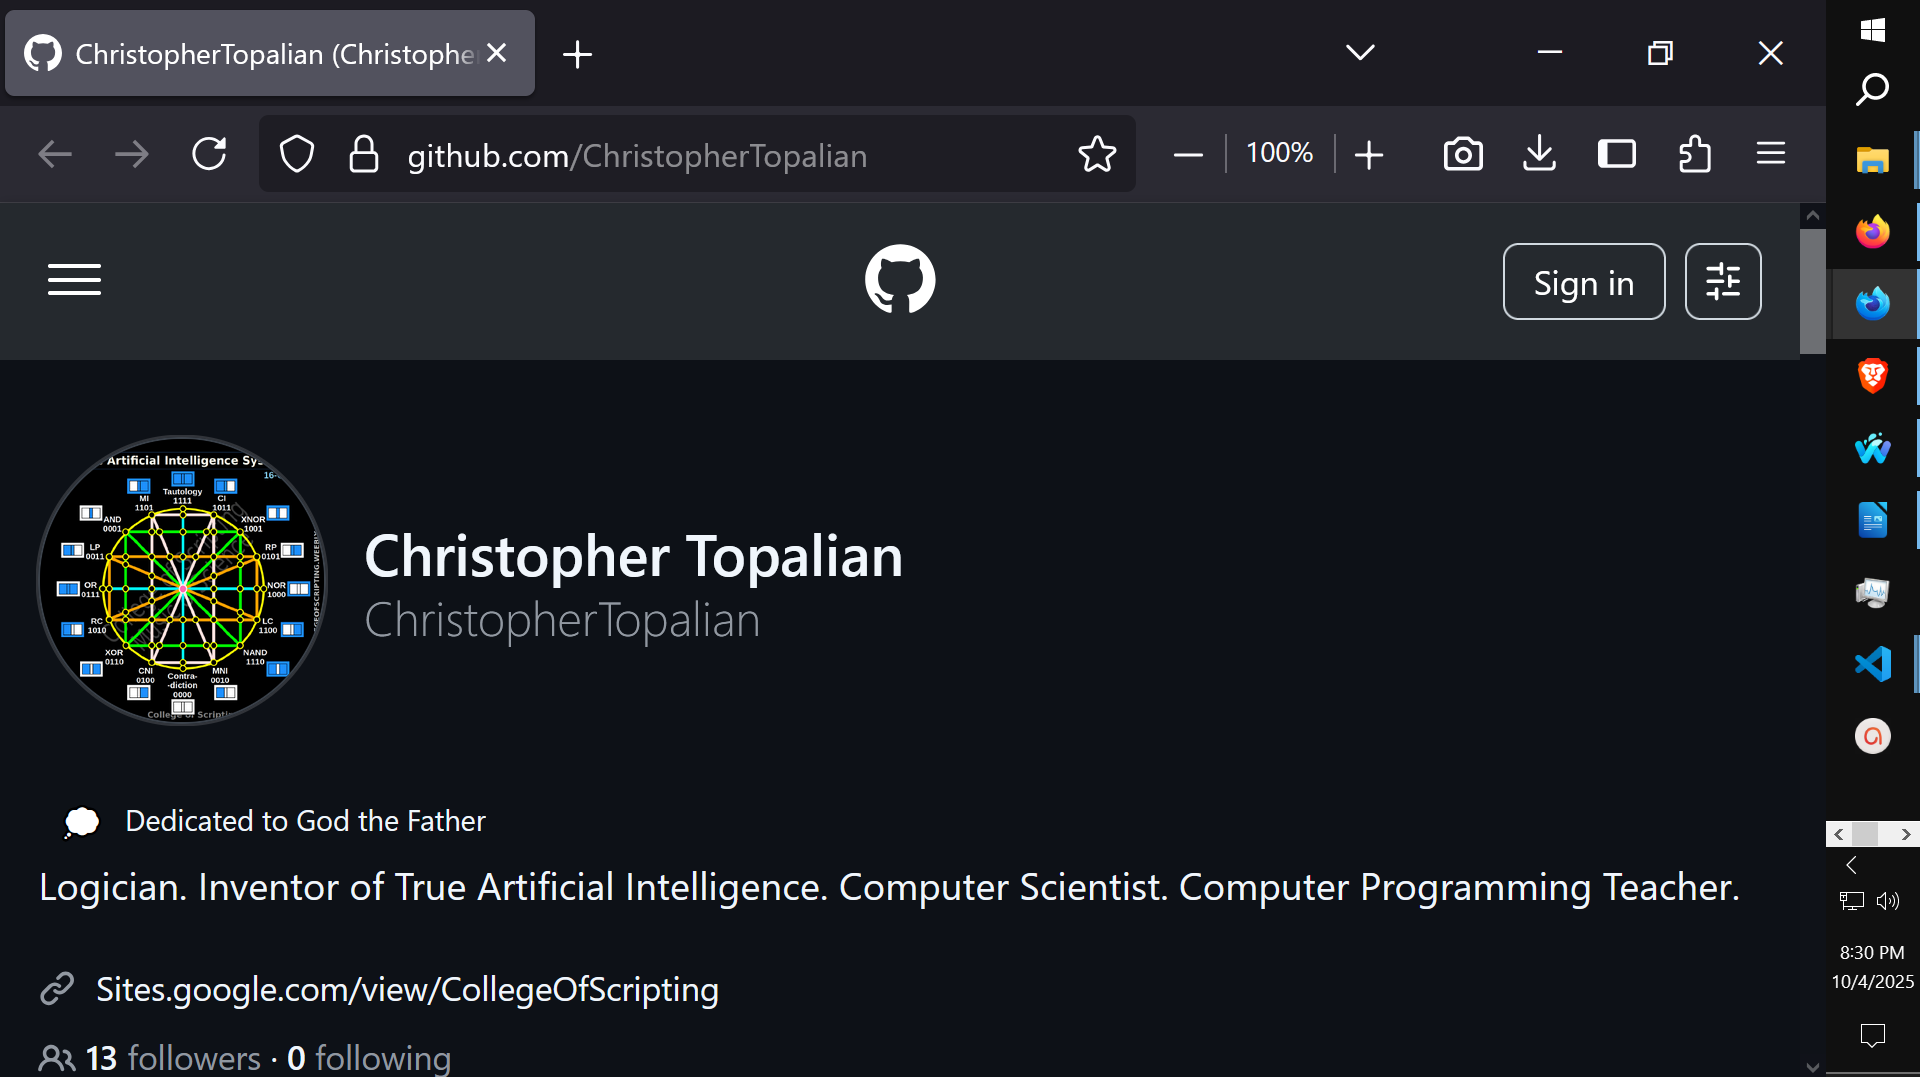 ChristopherTopalian (Christophe
github.com/ChristopherTopalian
100%
Sign in
Artificial Intelligence Sys
16-
MI
1101
Tautology
1111
CI
1011
AND
0001
XNOR
1001
LP
0011
RP
0101
OR
0111
NOR
1000
RC
1010
LC
1100
XOR
0110
NAND
1110
CNI
0100
Contra-
-diction
0000
MNI
0010
College of Scripti
GEOFSCRIPTING.WEEBL
Christopher Topalian
ChristopherTopalian
Dedicated to God the Father
Logician. Inventor of True Artificial Intelligence. Computer Scientist. Computer Programming Teacher.
Sites.google.com/view/CollegeOfScripting
13 followers · 0 following
8:30 PM
10/4/2025